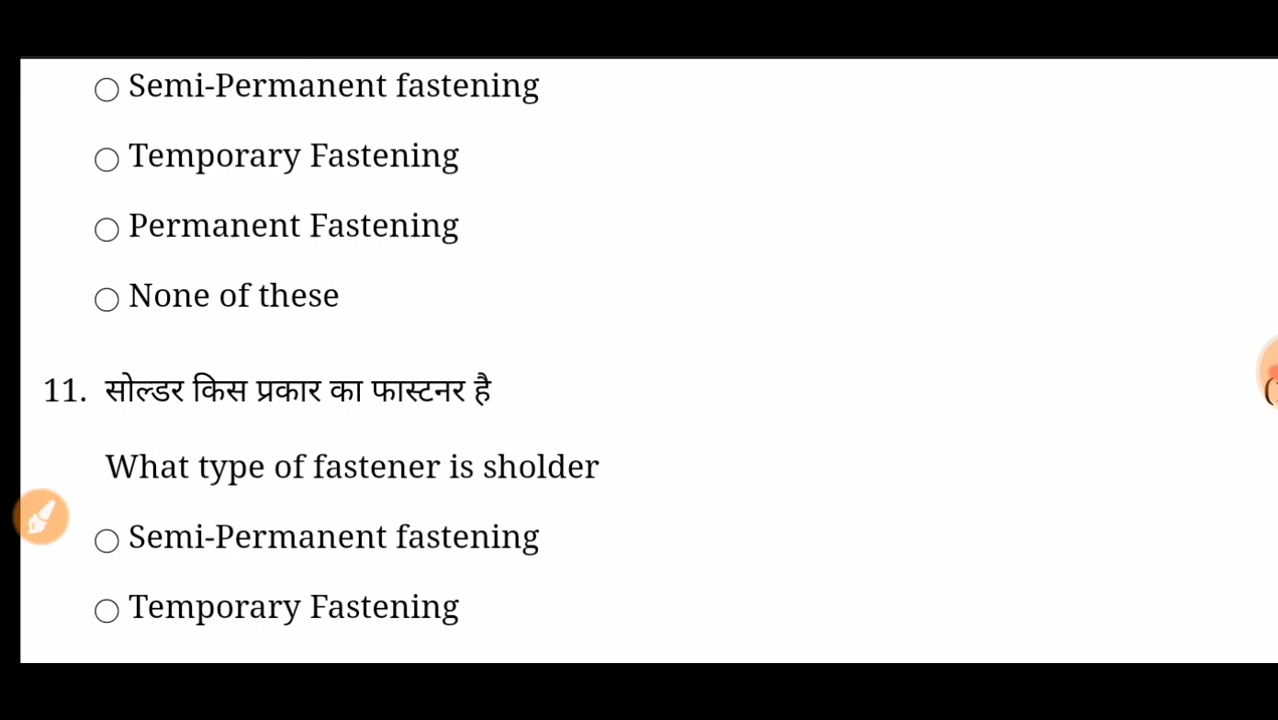 Semi-Permanent fastening
Temporary Fastening
Permanent Fastening
None of these
11. सोल्डर किस प्रकार का फास्टनर है
What type of fastener is sholder
Semi-Permanent fastening
Temporary Fastening